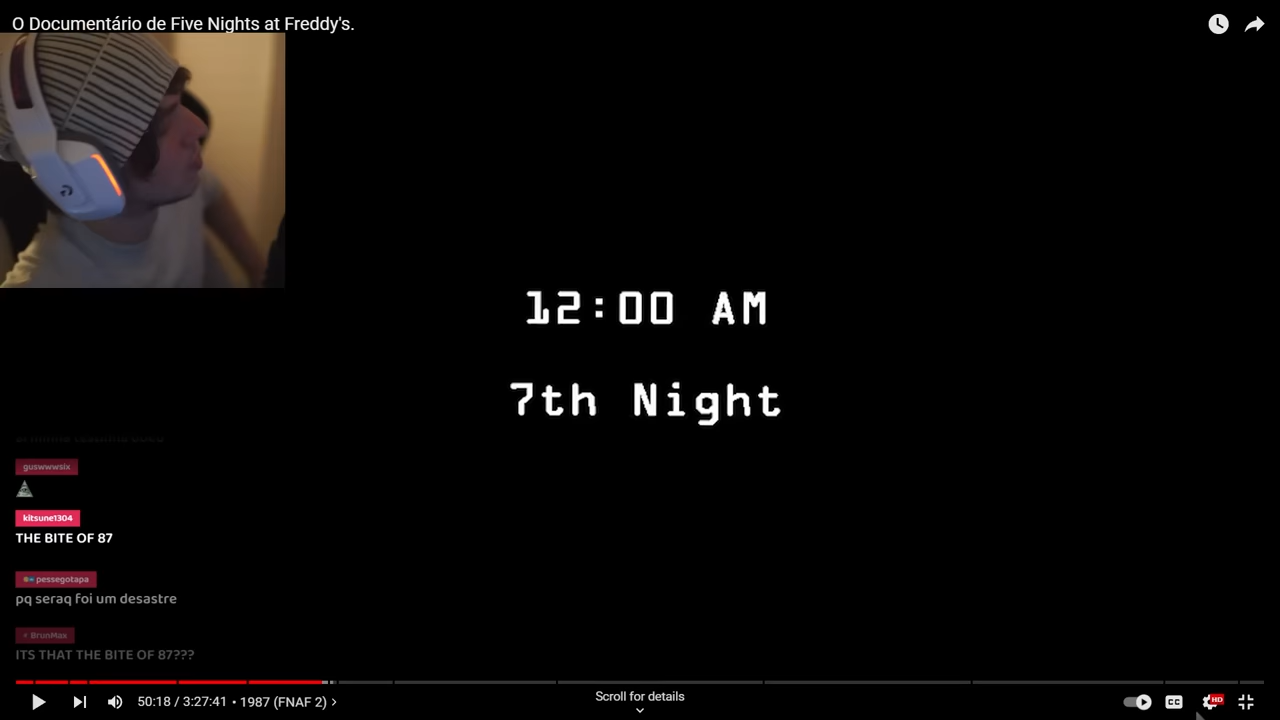 O Documentário de Five Nights at Freddy's.
12:00 AM
7th Night
guswwwsix
kitsune1304
THE BITE OF 87
pessegotapa
pq seraq foi um desastre
BrunMax
ITS THAT THE BITE OF 87???
50:18 / 3:27:41 • 1987 (FNAF 2) >
Scroll for details
CC
HD